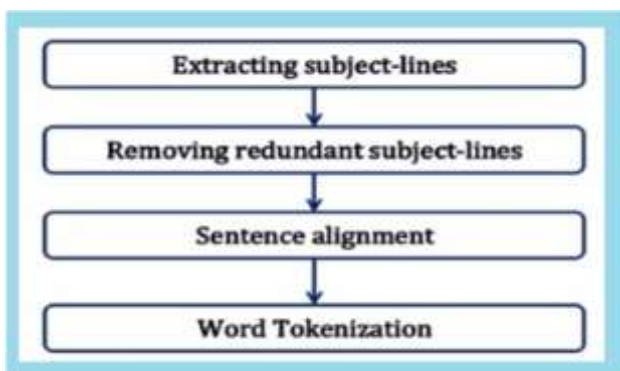 Extracting subject-lines
Removing redundant subject-lines
Sentence alignment
Word Tokenization